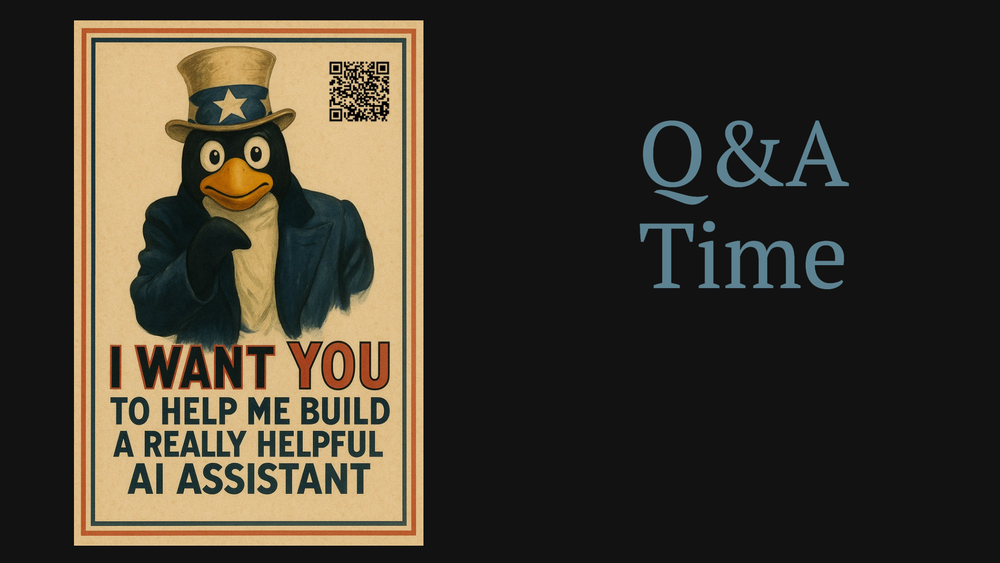 I WANT YOU
TO HELP ME BUILD
A REALLY HELPFUL
AI ASSISTANT
Q&A
Time